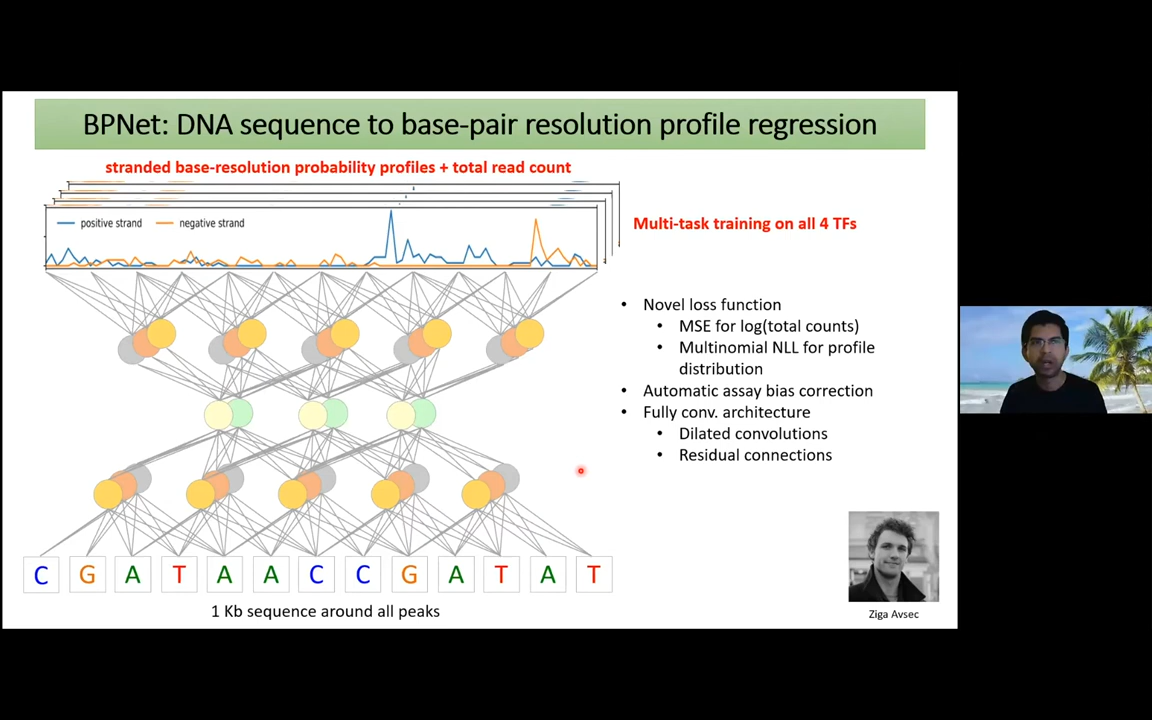 BPNet: DNA sequence to base-pair resolution profile regression
stranded base-resolution probability profiles + total read count
positive strand
negative strand
Multi-task training on all 4 TFs
• Novel loss function
• MSE for log(total counts)
• Multinomial NLL for profile
distribution
• Automatic assay bias correction
• Fully conv. architecture
• Dilated convolutions
• Residual connections
C G A T A A C C G A T A T
1 Kb sequence around all peaks
Ziga Avsec